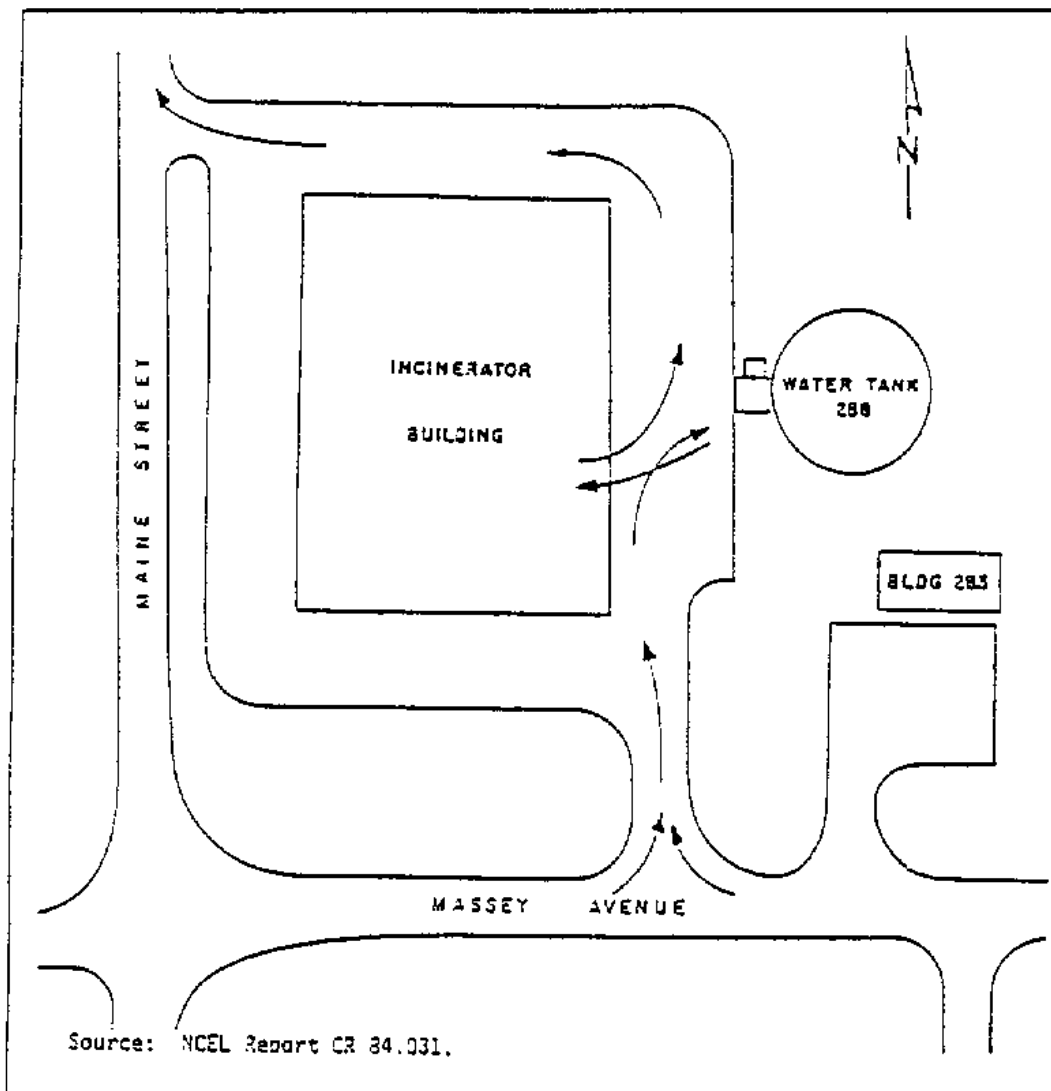 N
INCINERATOR
BUILDING
WATER TANK
288
MAINE STREET
BLDG 283
MASSEY AVENUE
Source: NCEL Report CR 84.031.